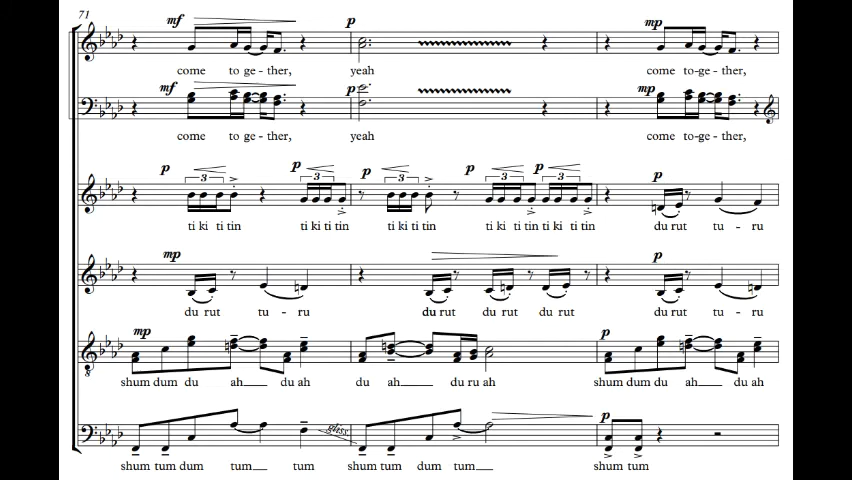 71
mf p mp
come to-ge-ther, yeah come to-ge-ther,
mf p mp
come to-ge-ther, yeah come to-ge-ther,
p 3 p 3 p 3 p 3 p 3 p
ti ki ti tin ti ki ti tin ti ki ti tin ti ki ti tin ti ki ti tin du rut tu - ru
mp p
du rut tu - ru du rut du rut du rut du rut tu - ru
mp p
8
shum dum du ah du ah du ah du ru ah shum dum du ah du ah
gliss. p
shum tum dum tum tum shum tum dum tum shum tum